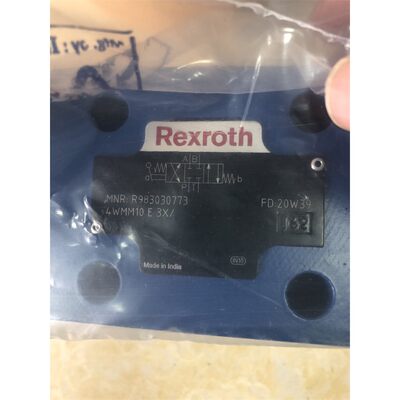 Rexroth
A B
a
b
P T
MNR: R983030773
FD: 20W39
4WMM10 E 3X/
Made in India